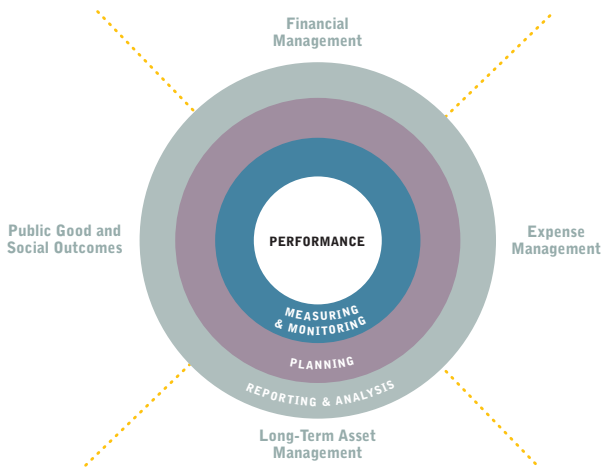 Financial
Management
Public Good and
Social Outcomes
PERFORMANCE
Expense
Management
MEASURING
& MONITORING
PLANNING
REPORTING & ANALYSIS
Long-Term Asset
Management